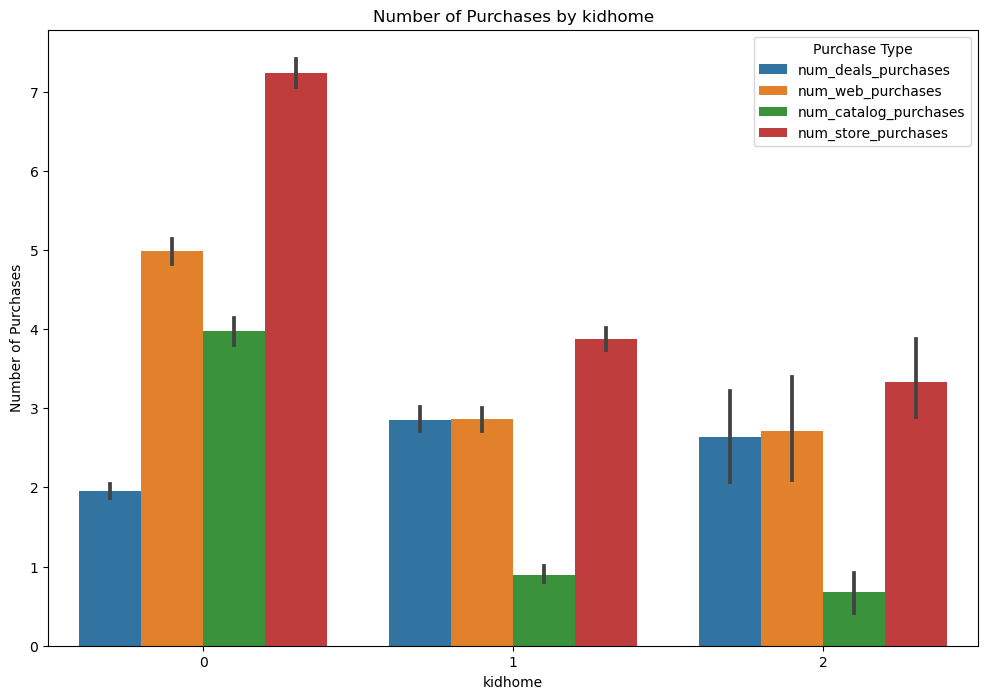 Number of Purchases by kidhome
Purchase Type
num_deals_purchases
num_web_purchases
num_catalog_purchases
num_store_purchases
Number of Purchases
7
6
5
4
3
2
1
0
0 1 2
kidhome